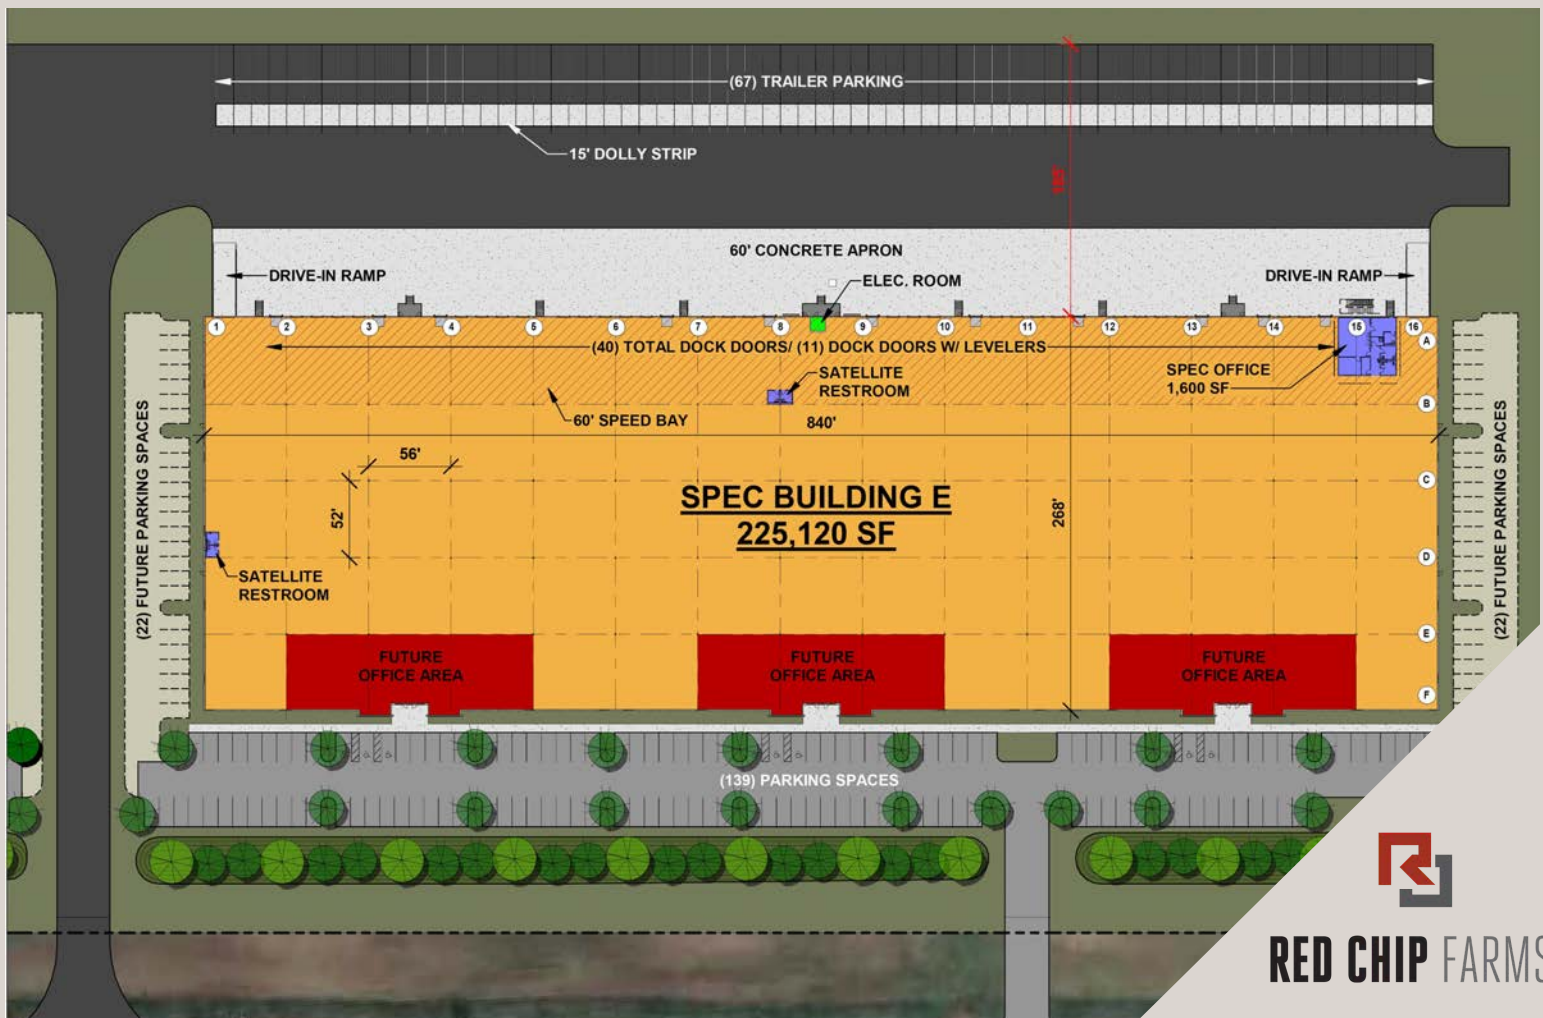 (67) TRAILER PARKING
15' DOLLY STRIP
60' CONCRETE APRON
DRIVE-IN RAMP
ELEC. ROOM
DRIVE-IN RAMP
1 2 3 4 5 6 7 8 9 10 11 12 13 14 15 16
A
(40) TOTAL DOCK DOORS/ (11) DOCK DOORS W/ LEVELERS
SATELLITE
RESTROOM
SPEC OFFICE
1,600 SF
B
60' SPEED BAY
840'
56'
52'
C
SPEC BUILDING E
225,120 SF
268'
(22) FUTURE PARKING SPACES
(22) FUTURE PARKING SPACES
D
SATELLITE
RESTROOM
E
FUTURE
OFFICE AREA
FUTURE
OFFICE AREA
FUTURE
OFFICE AREA
F
(139) PARKING SPACES
RED CHIP FARMS